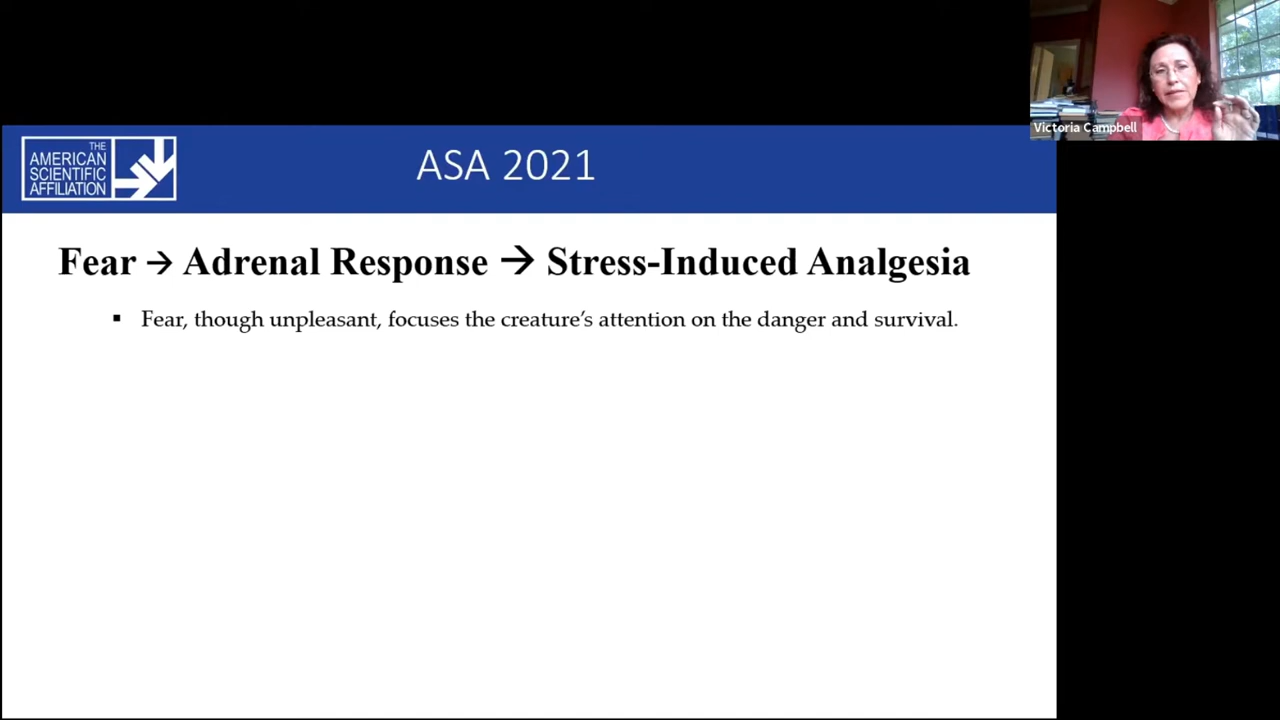 Victoria Campbell
THE
AMERICAN
SCIENTIFIC
AFFILIATION
ASA 2021
Fear → Adrenal Response → Stress-Induced Analgesia
▪ Fear, though unpleasant, focuses the creature’s attention on the danger and survival.